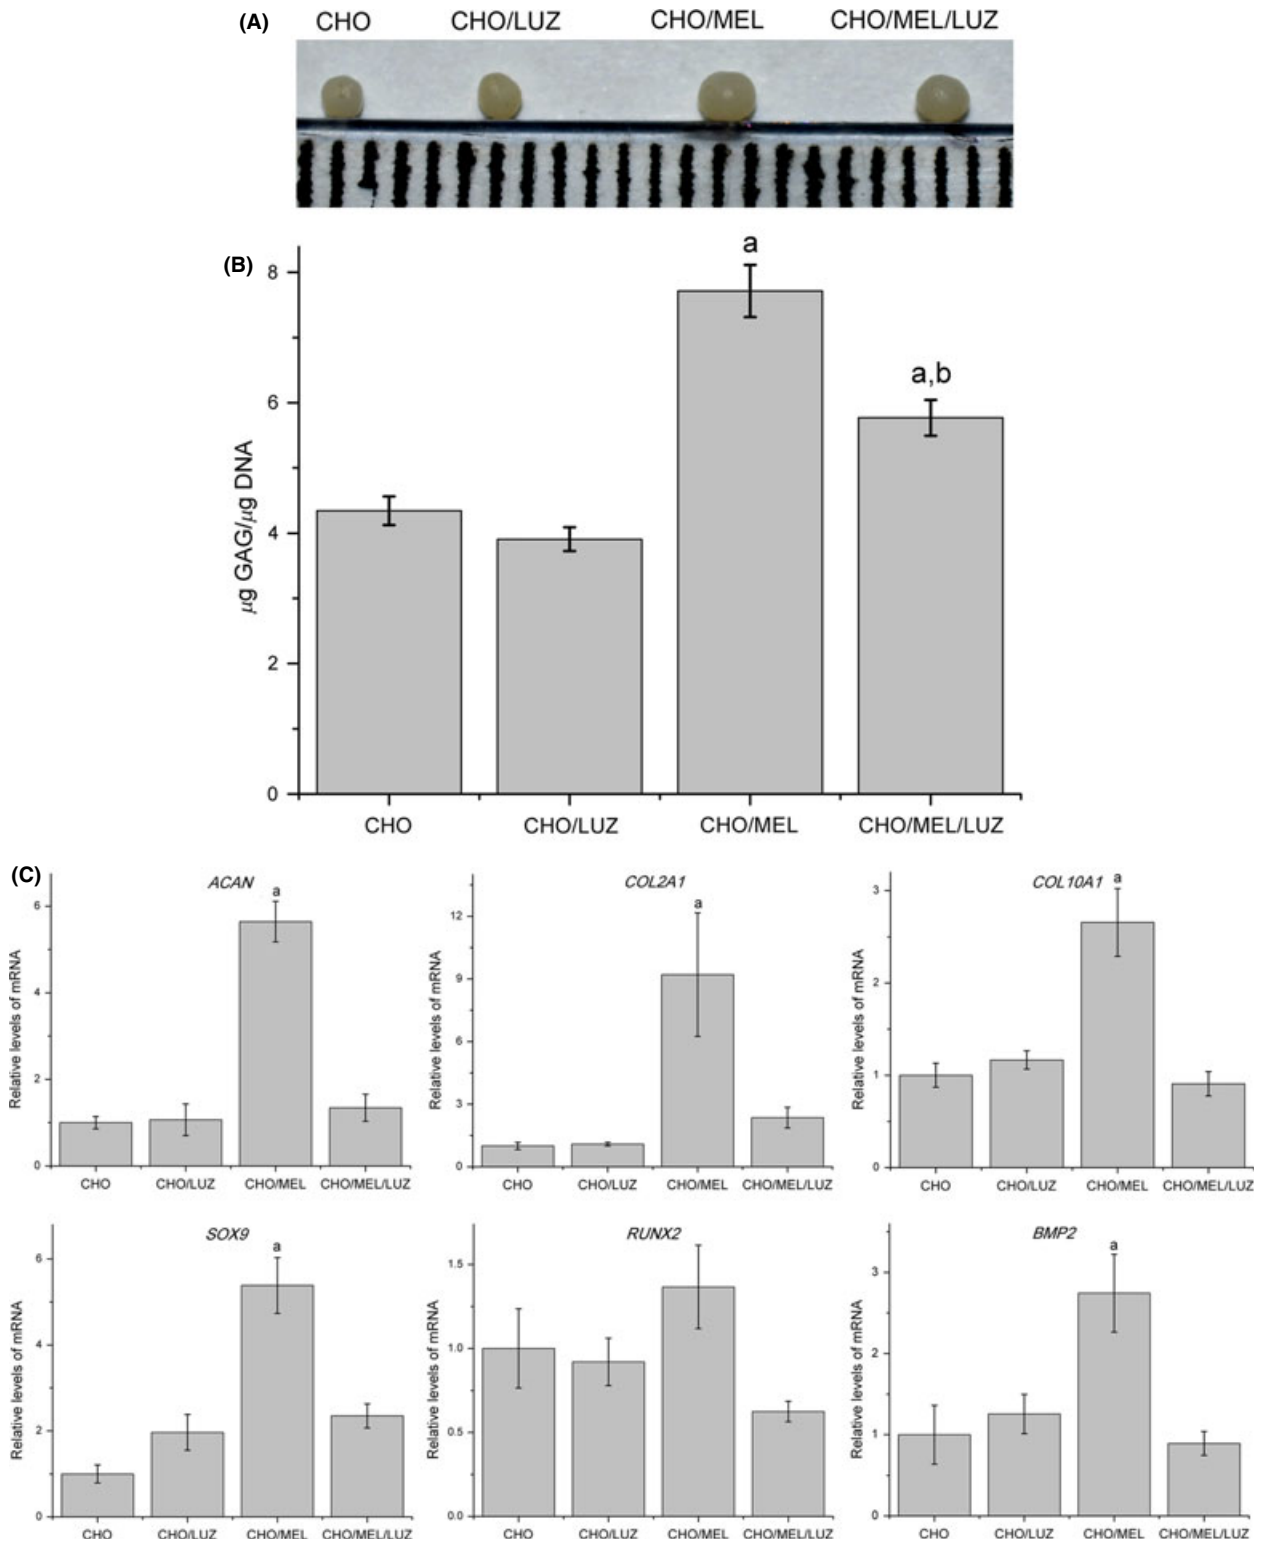 (A) CHO CHO/LUZ CHO/MEL CHO/MEL/LUZ
(B)
µg GAG/µg DNA
8
6
4
2
0
a
a,b
CHO CHO/LUZ CHO/MEL CHO/MEL/LUZ
(C)
ACAN
Relative levels of mRNA
6
4
2
0
a
CHO CHO/LUZ CHO/MEL CHO/MEL/LUZ
COL2A1
Relative levels of mRNA
12
9
6
3
0
a
CHO CHO/LUZ CHO/MEL CHO/MEL/LUZ
COL10A1
Relative levels of mRNA
3
2
1
0
a
CHO CHO/LUZ CHO/MEL CHO/MEL/LUZ
SOX9
Relative levels of mRNA
6
4
2
0
a
CHO CHO/LUZ CHO/MEL CHO/MEL/LUZ
RUNX2
Relative levels of mRNA
1.5
1.0
0.5
0.0
CHO CHO/LUZ CHO/MEL CHO/MEL/LUZ
BMP2
Relative levels of mRNA
3
2
1
0
a
CHO CHO/LUZ CHO/MEL CHO/MEL/LUZ